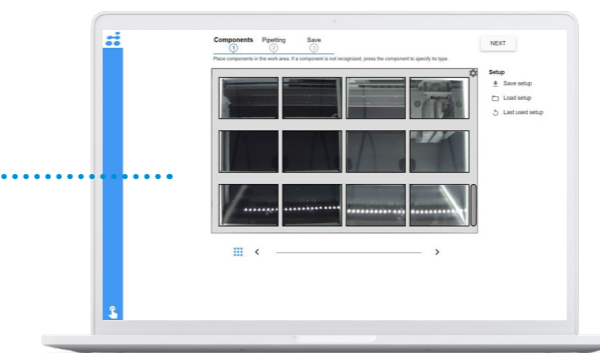 Components Pipetting Save
1 2 3
NEXT
Place components in the work area. If a component is not recognized, press the component to specify its type.
Setup
Save setup
Load setup
Last used setup